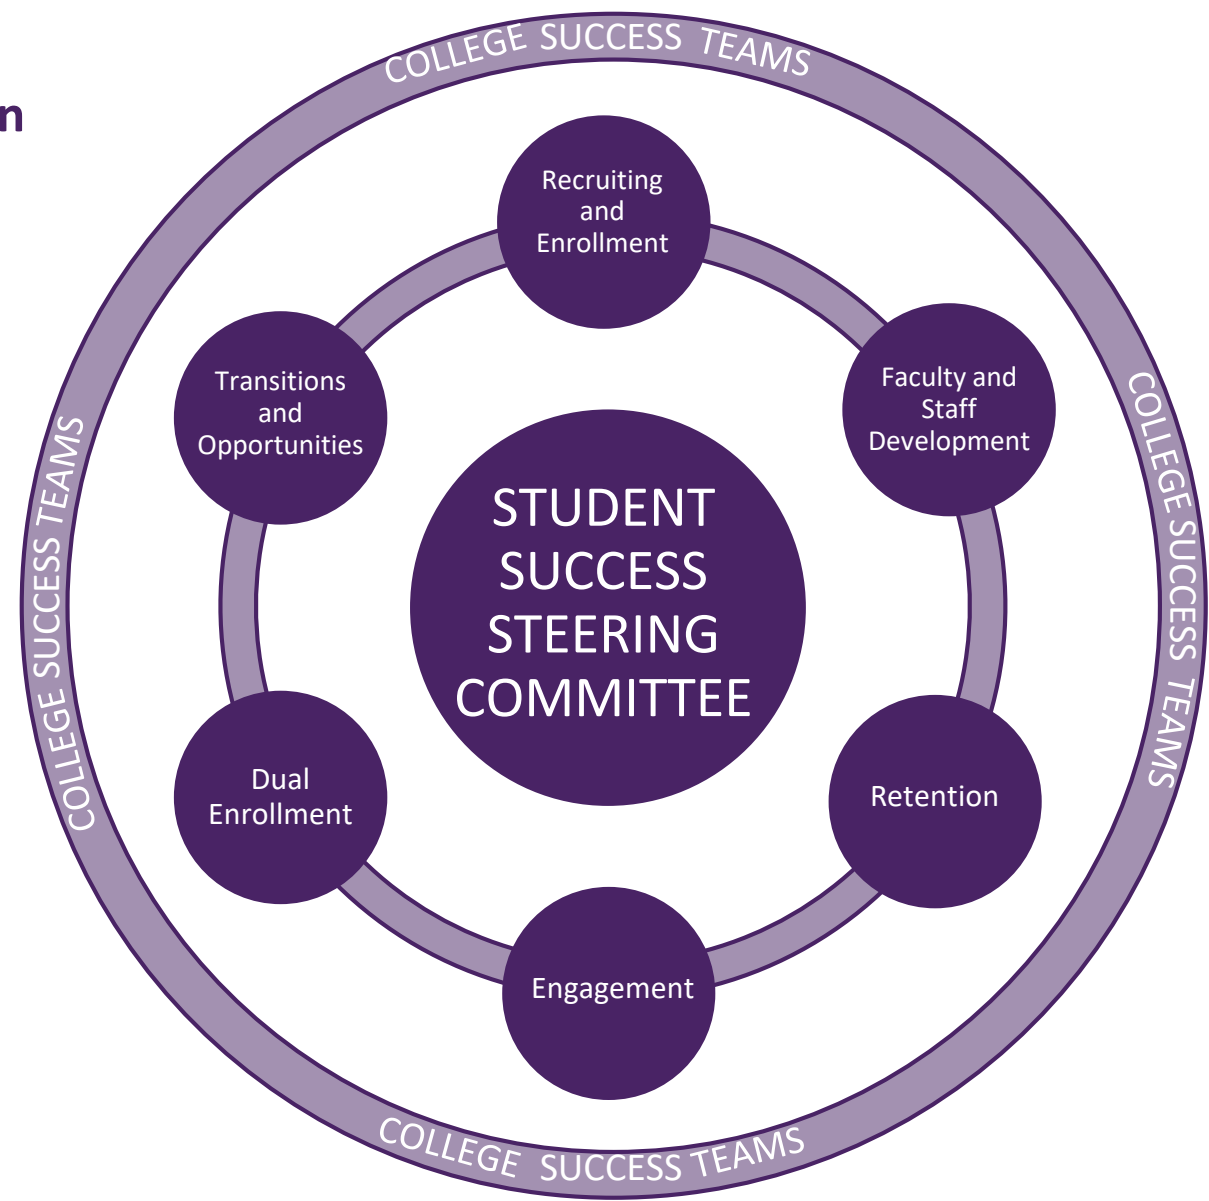 COLLEGE SUCCESS TEAMS
n
Recruiting
and
Enrollment
Transitions
and
Opportunities
Faculty and
Staff
Development
COLLEGE SUCCESS TEAMS
COLLEGE SUCCESS TEAMS
STUDENT
SUCCESS
STEERING
COMMITTEE
Dual
Enrollment
Retention
Engagement
COLLEGE SUCCESS TEAMS